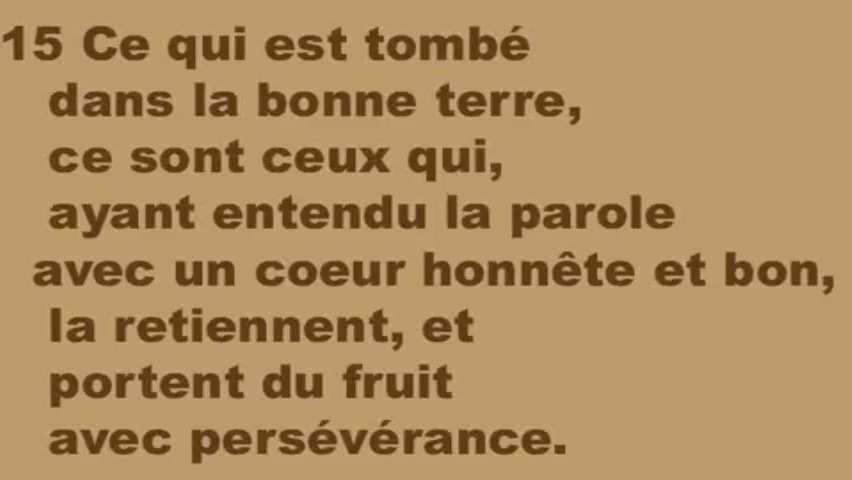 15 Ce qui est tombé
dans la bonne terre,
ce sont ceux qui,
ayant entendu la parole
avec un coeur honnête et bon,
la retiennent, et
portent du fruit
avec persévérance.